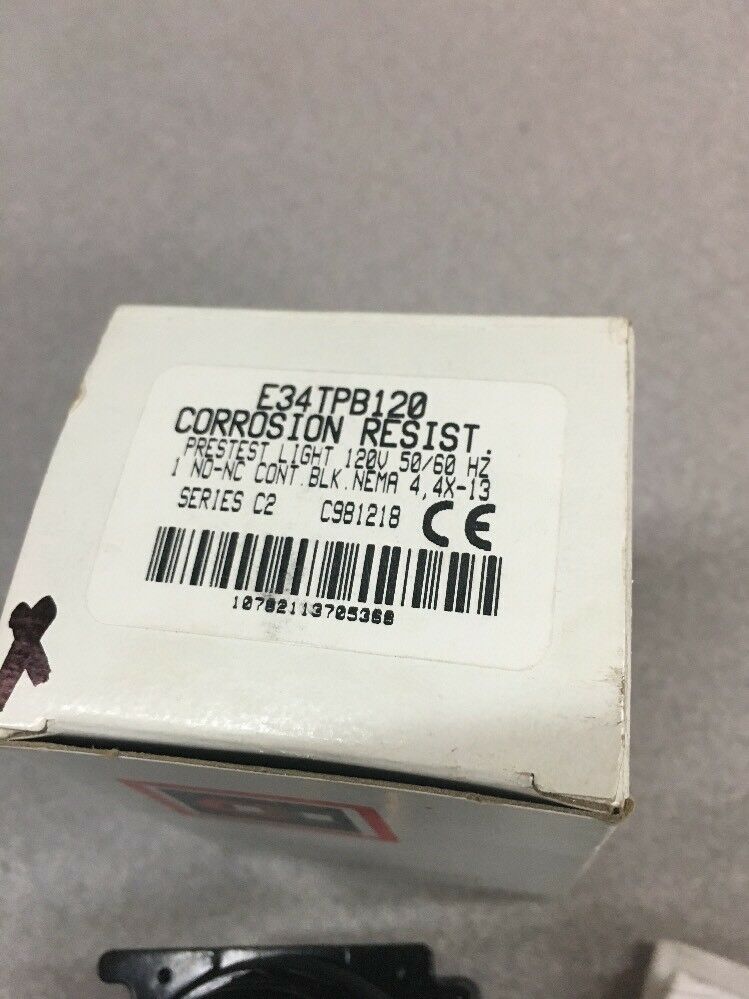 E34TPB120
CORROSION RESIST.
PRESTEST LIGHT 120V 50/60 HZ
1 NO-NC CONT.BLK.NEMA 4,4X-13
SERIES C2 C981218 CE
10782113705368